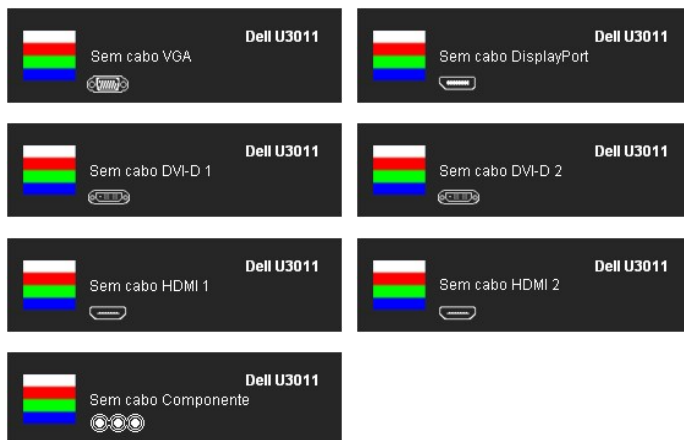 Dell U3011
Sem cabo VGA
Dell U3011
Sem cabo DisplayPort
Dell U3011
Sem cabo DVI-D 1
Dell U3011
Sem cabo DVI-D 2
Dell U3011
Sem cabo HDMI 1
Dell U3011
Sem cabo HDMI 2
Dell U3011
Sem cabo Componente